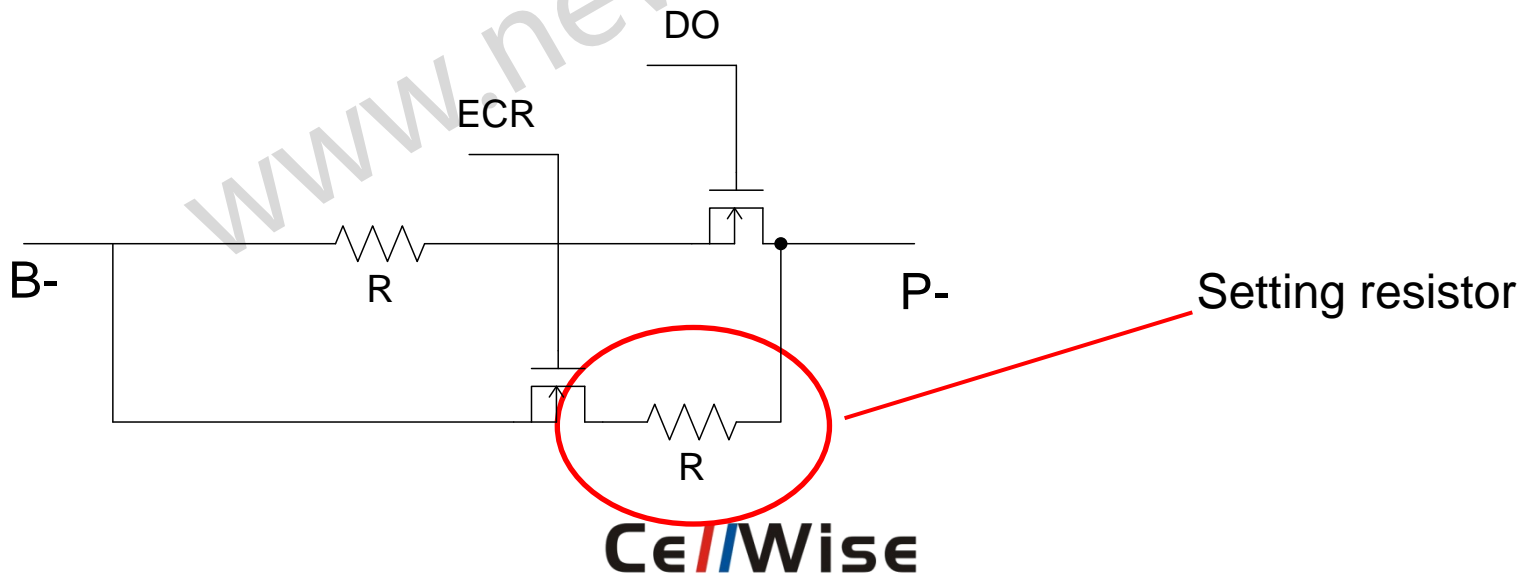 www.ne
DO
ECR
B-
R
P-
Setting resistor
R
CellWise